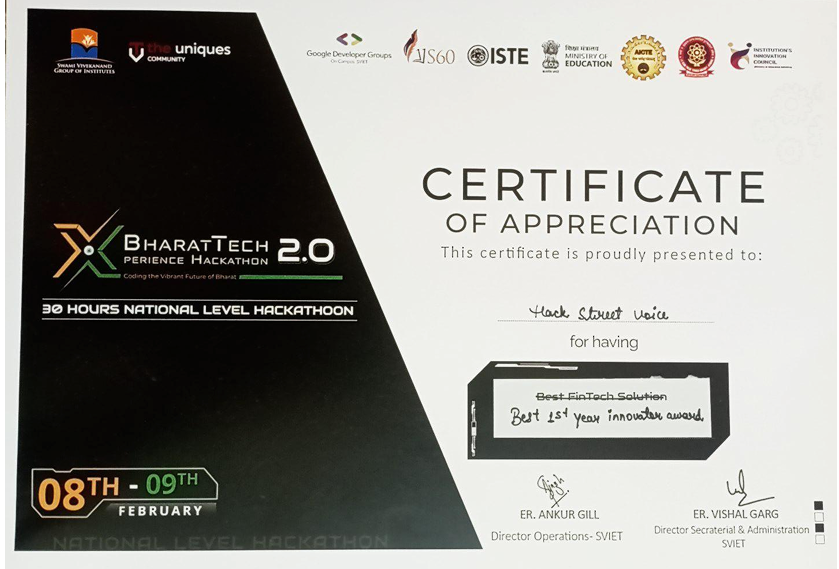 SWAMI VIVEKANAND
GROUP OF INSTITUTES
the uniques
COMMUNITY
Google Developer Groups
On Campus, SVIET
VIS60
ISTE
शिक्षा मंत्रालय
MINISTRY OF
EDUCATION
AICTE
INSTITUTION'S
INNOVATION
COUNCIL
CERTIFICATE
OF APPRECIATION
This certificate is proudly presented to:
BHARATTECH
XPERIENCE HACKATHON
2.0
Coding the Vibrant Future of Bharat
30 HOURS NATIONAL LEVEL HACKATHOON
Hack Street Voice
for having
Best FinTech Solution
Best 1st year innovater award
08TH - 09TH
FEBRUARY
ER. ANKUR GILL
Director Operations- SVIET
ER. VISHAL GARG
Director Secraterial & Administration
SVIET
NATIONAL LEVEL HACKATHON